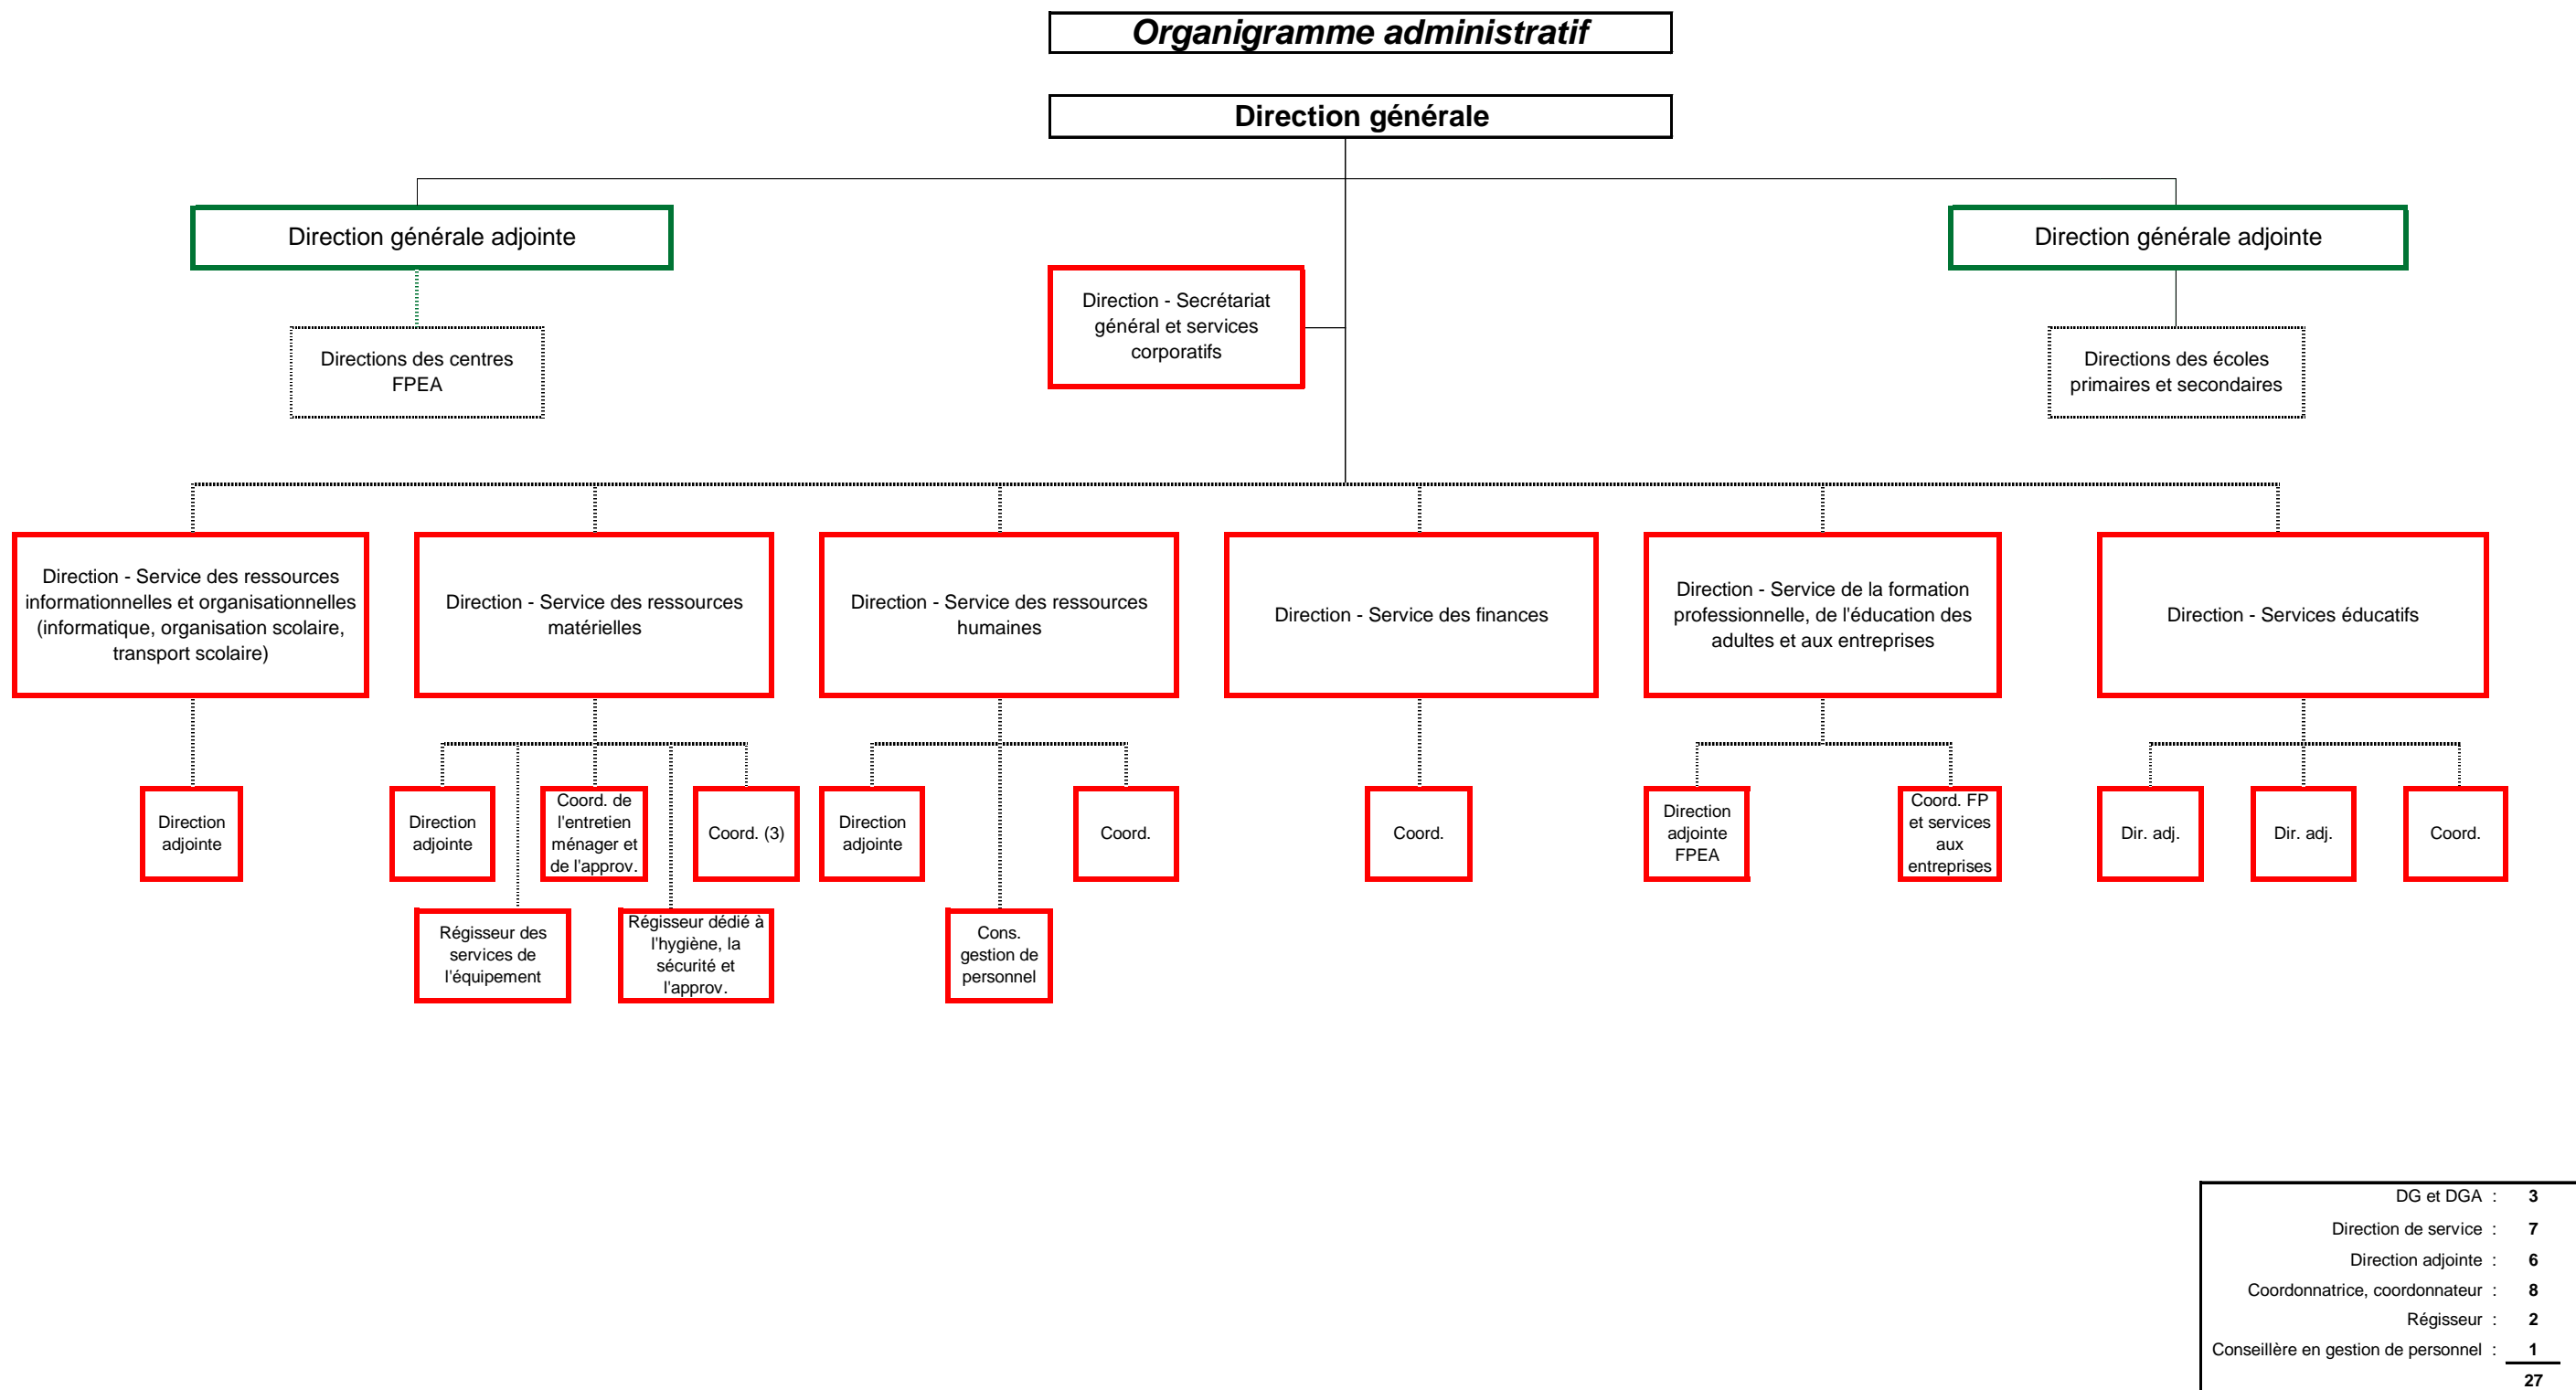 Organigramme administratif
Direction générale
Direction générale adjointe
Direction générale adjointe
Direction - Secrétariat
général et services
corporatifs
Directions des centres
FPEA
Directions des écoles
primaires et secondaires
Direction - Service des ressources
informationnelles et organisationnelles
(informatique, organisation scolaire,
transport scolaire)
Direction - Service des ressources
matérielles
Direction - Service des ressources
humaines
Direction - Service des finances
Direction - Service de la formation
professionnelle, de l'éducation des
adultes et aux entreprises
Direction - Services éducatifs
Direction
adjointe
Direction
adjointe
Coord. de
l'entretien
ménager et
de l'approv.
Coord. (3)
Direction
adjointe
Coord.
Coord.
Direction
adjointe
FPEA
Coord. FP
et services
aux
entreprises
Dir. adj.
Dir. adj.
Coord.
Régisseur des
services de
l'équipement
Régisseur dédié à
l'hygiène, la
sécurité et
l'approv.
Cons.
gestion de
personnel
DG et DGA : 3
Direction de service : 7
Direction adjointe : 6
Coordonnatrice, coordonnateur : 8
Régisseur : 2
Conseillère en gestion de personnel : 1
27